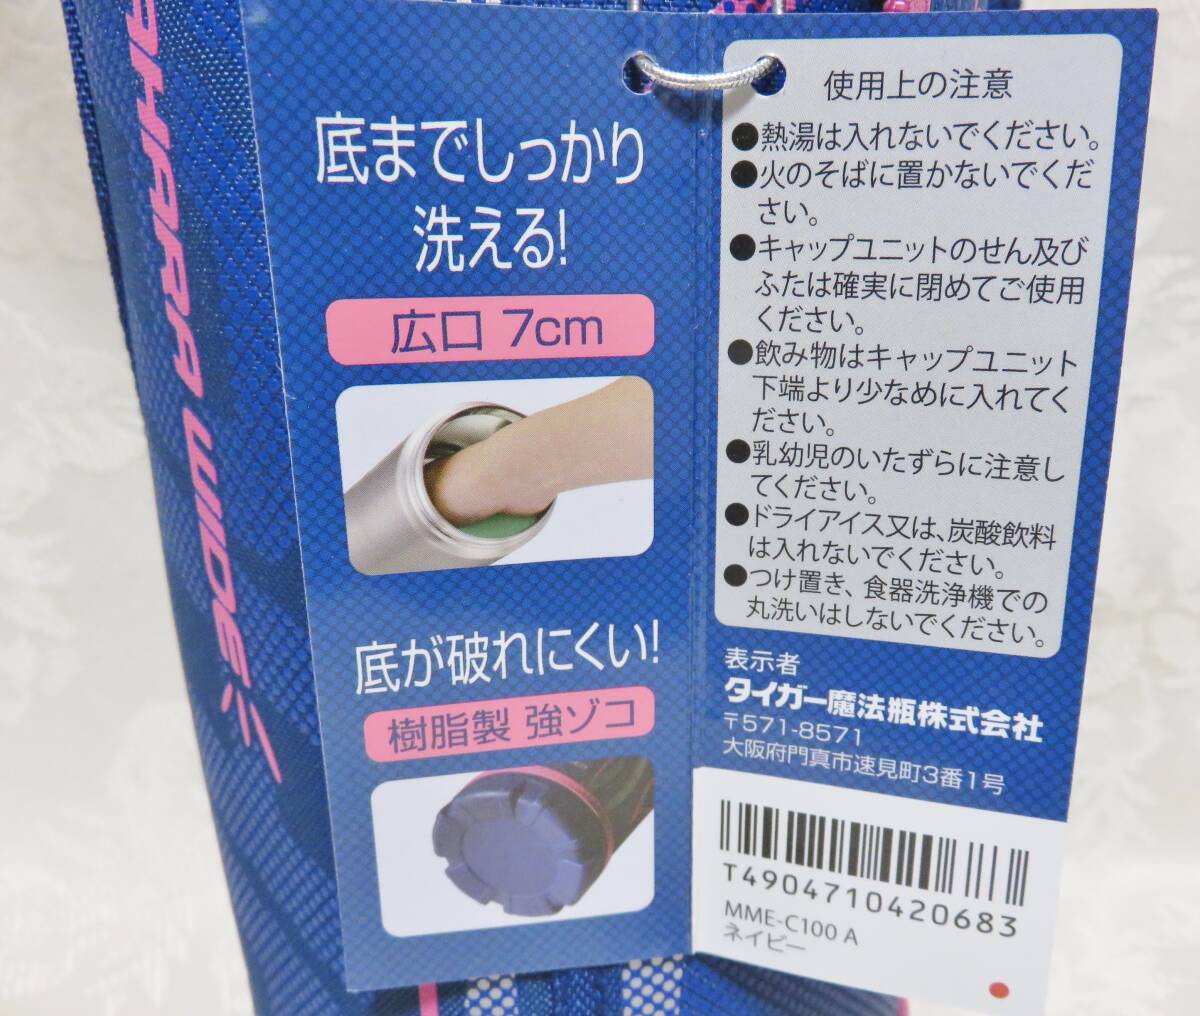 SAHARA WIDE
底までしっかり
洗える!
広口 7cm
底が破れにくい!
樹脂製 強ゾコ
使用上の注意
●熱湯は入れないでください。
●火のそばに置かないでくだ
さい。
●キャップユニットのせん及び
ふたは確実に閉めてご使用
ください。
●飲み物はキャップユニット
下端より少なめに入れてく
ださい。
●乳幼児のいたずらに注意し
てください。
●ドライアイス又は、炭酸飲料
は入れないでください。
●つけ置き、食器洗浄機での
丸洗いはしないでください。
表示者
タイガー魔法瓶株式会社
〒571-8571
大阪府門真市速見町3番1号
T4904710420683
MME-C100 A
ネイビー